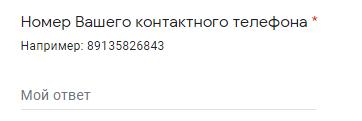 Номер Вашего контактного телефона *
Например: 89135826843
Мой ответ